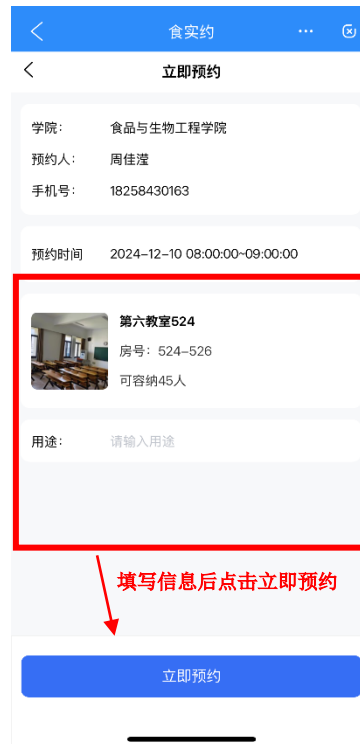 食实约
立即预约
学院： 食品与生物工程学院
预约人： 周佳滢
手机号： 18258430163
预约时间 2024-12-10 08:00:00~09:00:00
第六教室524
房号：524-526
可容纳45人
用途： 请输入用途
填写信息后点击立即预约
立即预约